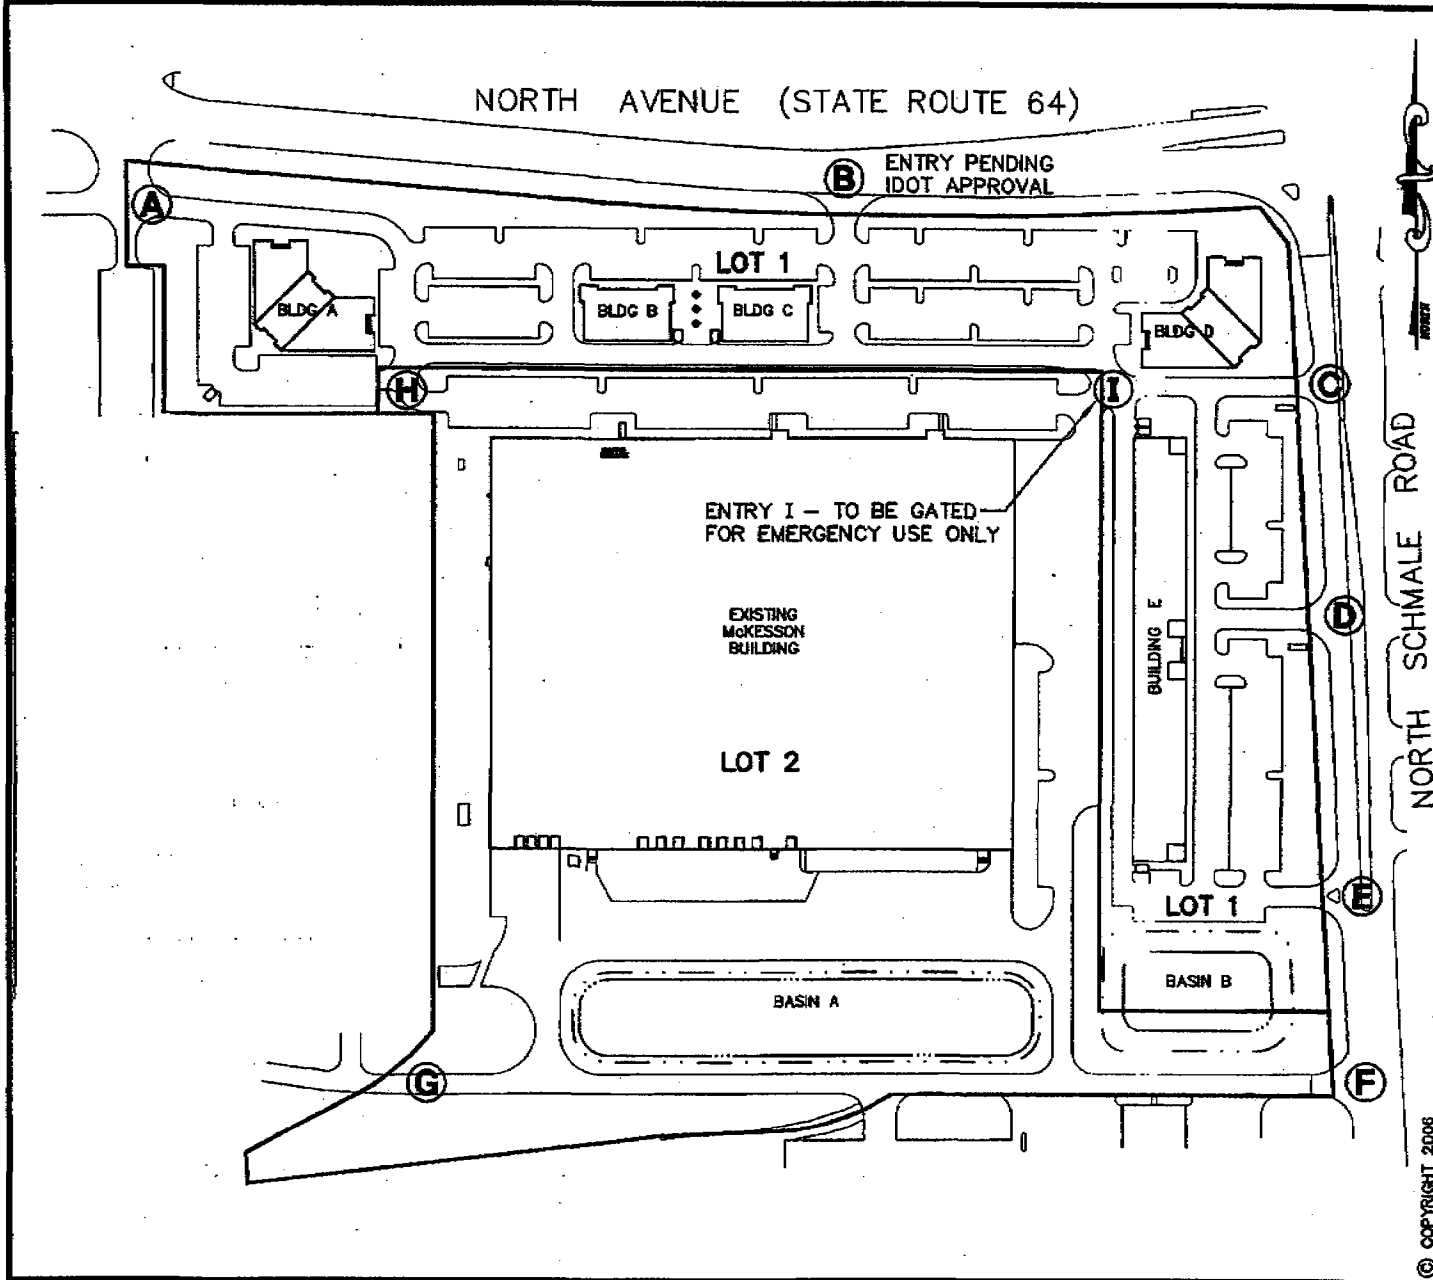 NORTH AVENUE (STATE ROUTE 64)
B
ENTRY PENDING
IDOT APPROVAL
A
LOT 1
BLDG A
BLDG B
BLDG C
BLDG D
NORTH
H
I
C
ENTRY I – TO BE GATED
FOR EMERGENCY USE ONLY
EXISTING
McKESSON
BUILDING
BUILDING E
D
NORTH SCHMALE ROAD
LOT 2
LOT 1
E
BASIN A
BASIN B
G
F
© COPYRIGHT 2006